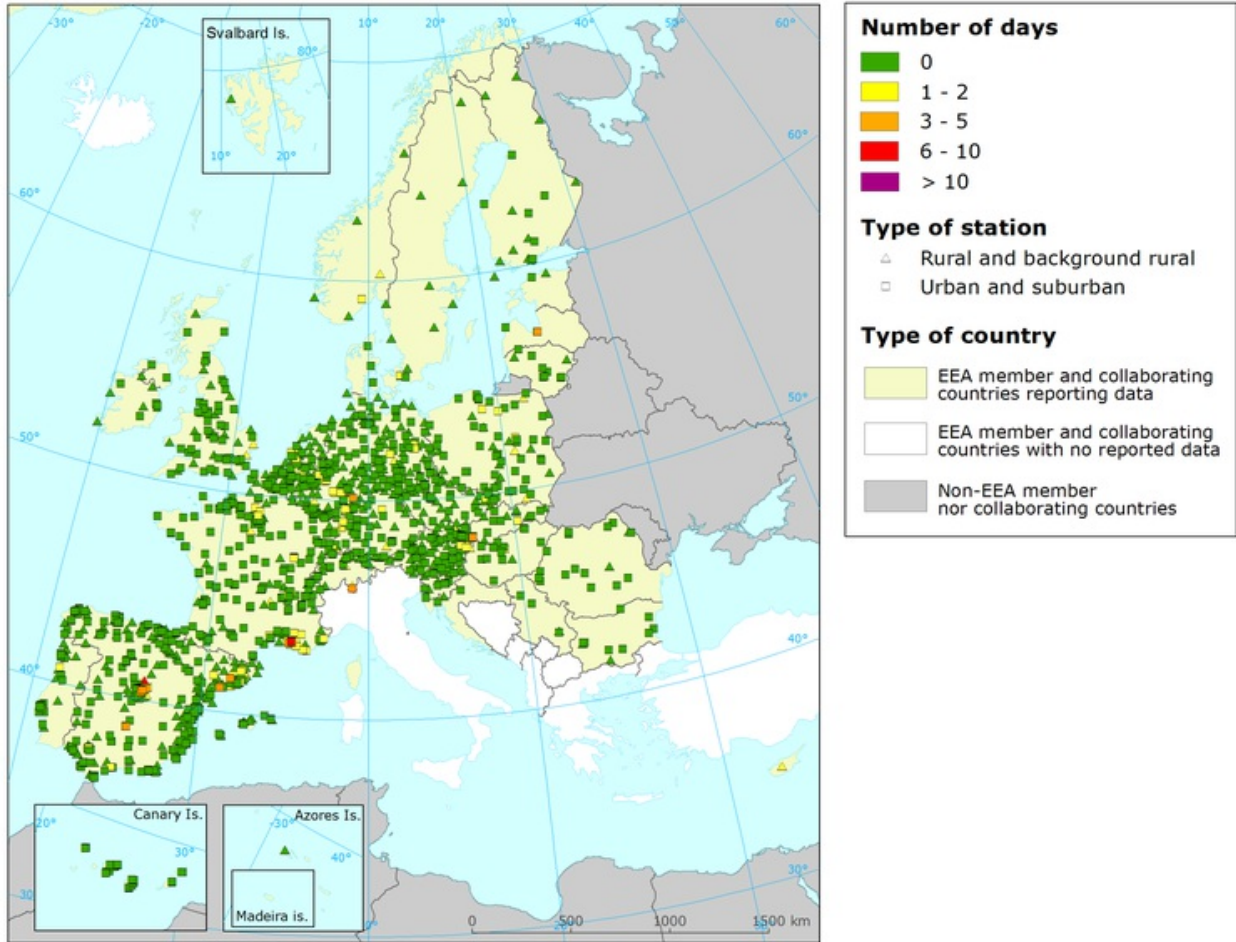 -30°
-20°
-10°
0°
10°
20°
30°
40°
50°
60°
Svalbard Is.
80°
10°
20°
60°
60°
50°
50°
40°
40°
Canary Is.
20°
30°
30°
Azores Is.
-30°
40°
Madeira is.
0°
30°
0 500 1500 km
Number of days
0
1 - 2
3 - 5
6 - 10
> 10
Type of station
Rural and background rural
Urban and suburban
Type of country
EEA member and collaborating
countries reporting data
EEA member and collaborating
countries with no reported data
Non-EEA member
nor collaborating countries